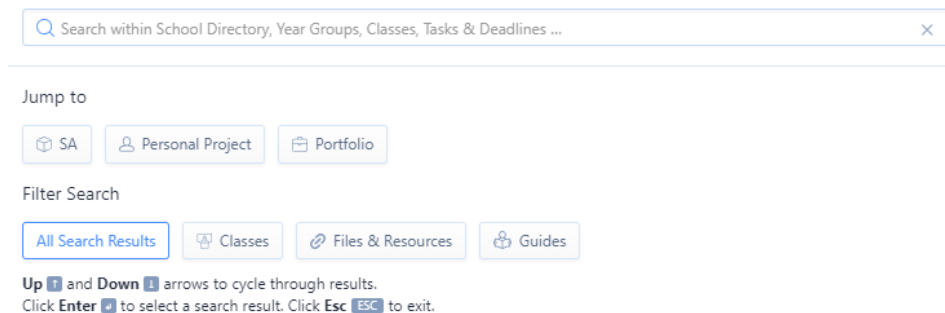 Search within School Directory, Year Groups, Classes, Tasks & Deadlines ...
Jump to
SA Personal Project Portfolio
Filter Search
All Search Results Classes Files & Resources Guides
Up ↑ and Down ↓ arrows to cycle through results.
Click Enter ↵ to select a search result. Click Esc ESC to exit.